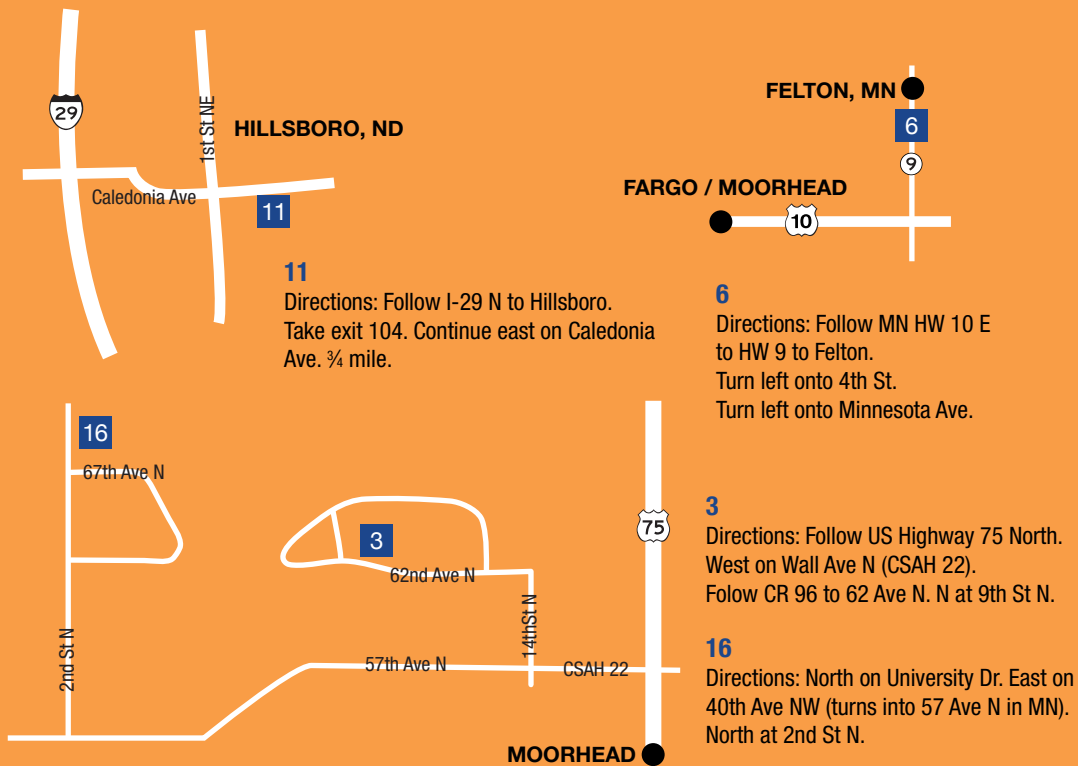 29
1st St NE
HILLSBORO, ND
Caledonia Ave
11
FELTON, MN
6
9
FARGO / MOORHEAD
10
11
Directions: Follow I-29 N to Hillsboro.
Take exit 104. Continue east on Caledonia
Ave. ¾ mile.
6
Directions: Follow MN HW 10 E
to HW 9 to Felton.
Turn left onto 4th St.
Turn left onto Minnesota Ave.
16
67th Ave N
2nd St N
3
62nd Ave N
14thSt N
57th Ave N
CSAH 22
75
MOORHEAD
3
Directions: Follow US Highway 75 North.
West on Wall Ave N (CSAH 22).
Folow CR 96 to 62 Ave N. N at 9th St N.
16
Directions: North on University Dr. East on
40th Ave NW (turns into 57 Ave N in MN).
North at 2nd St N.